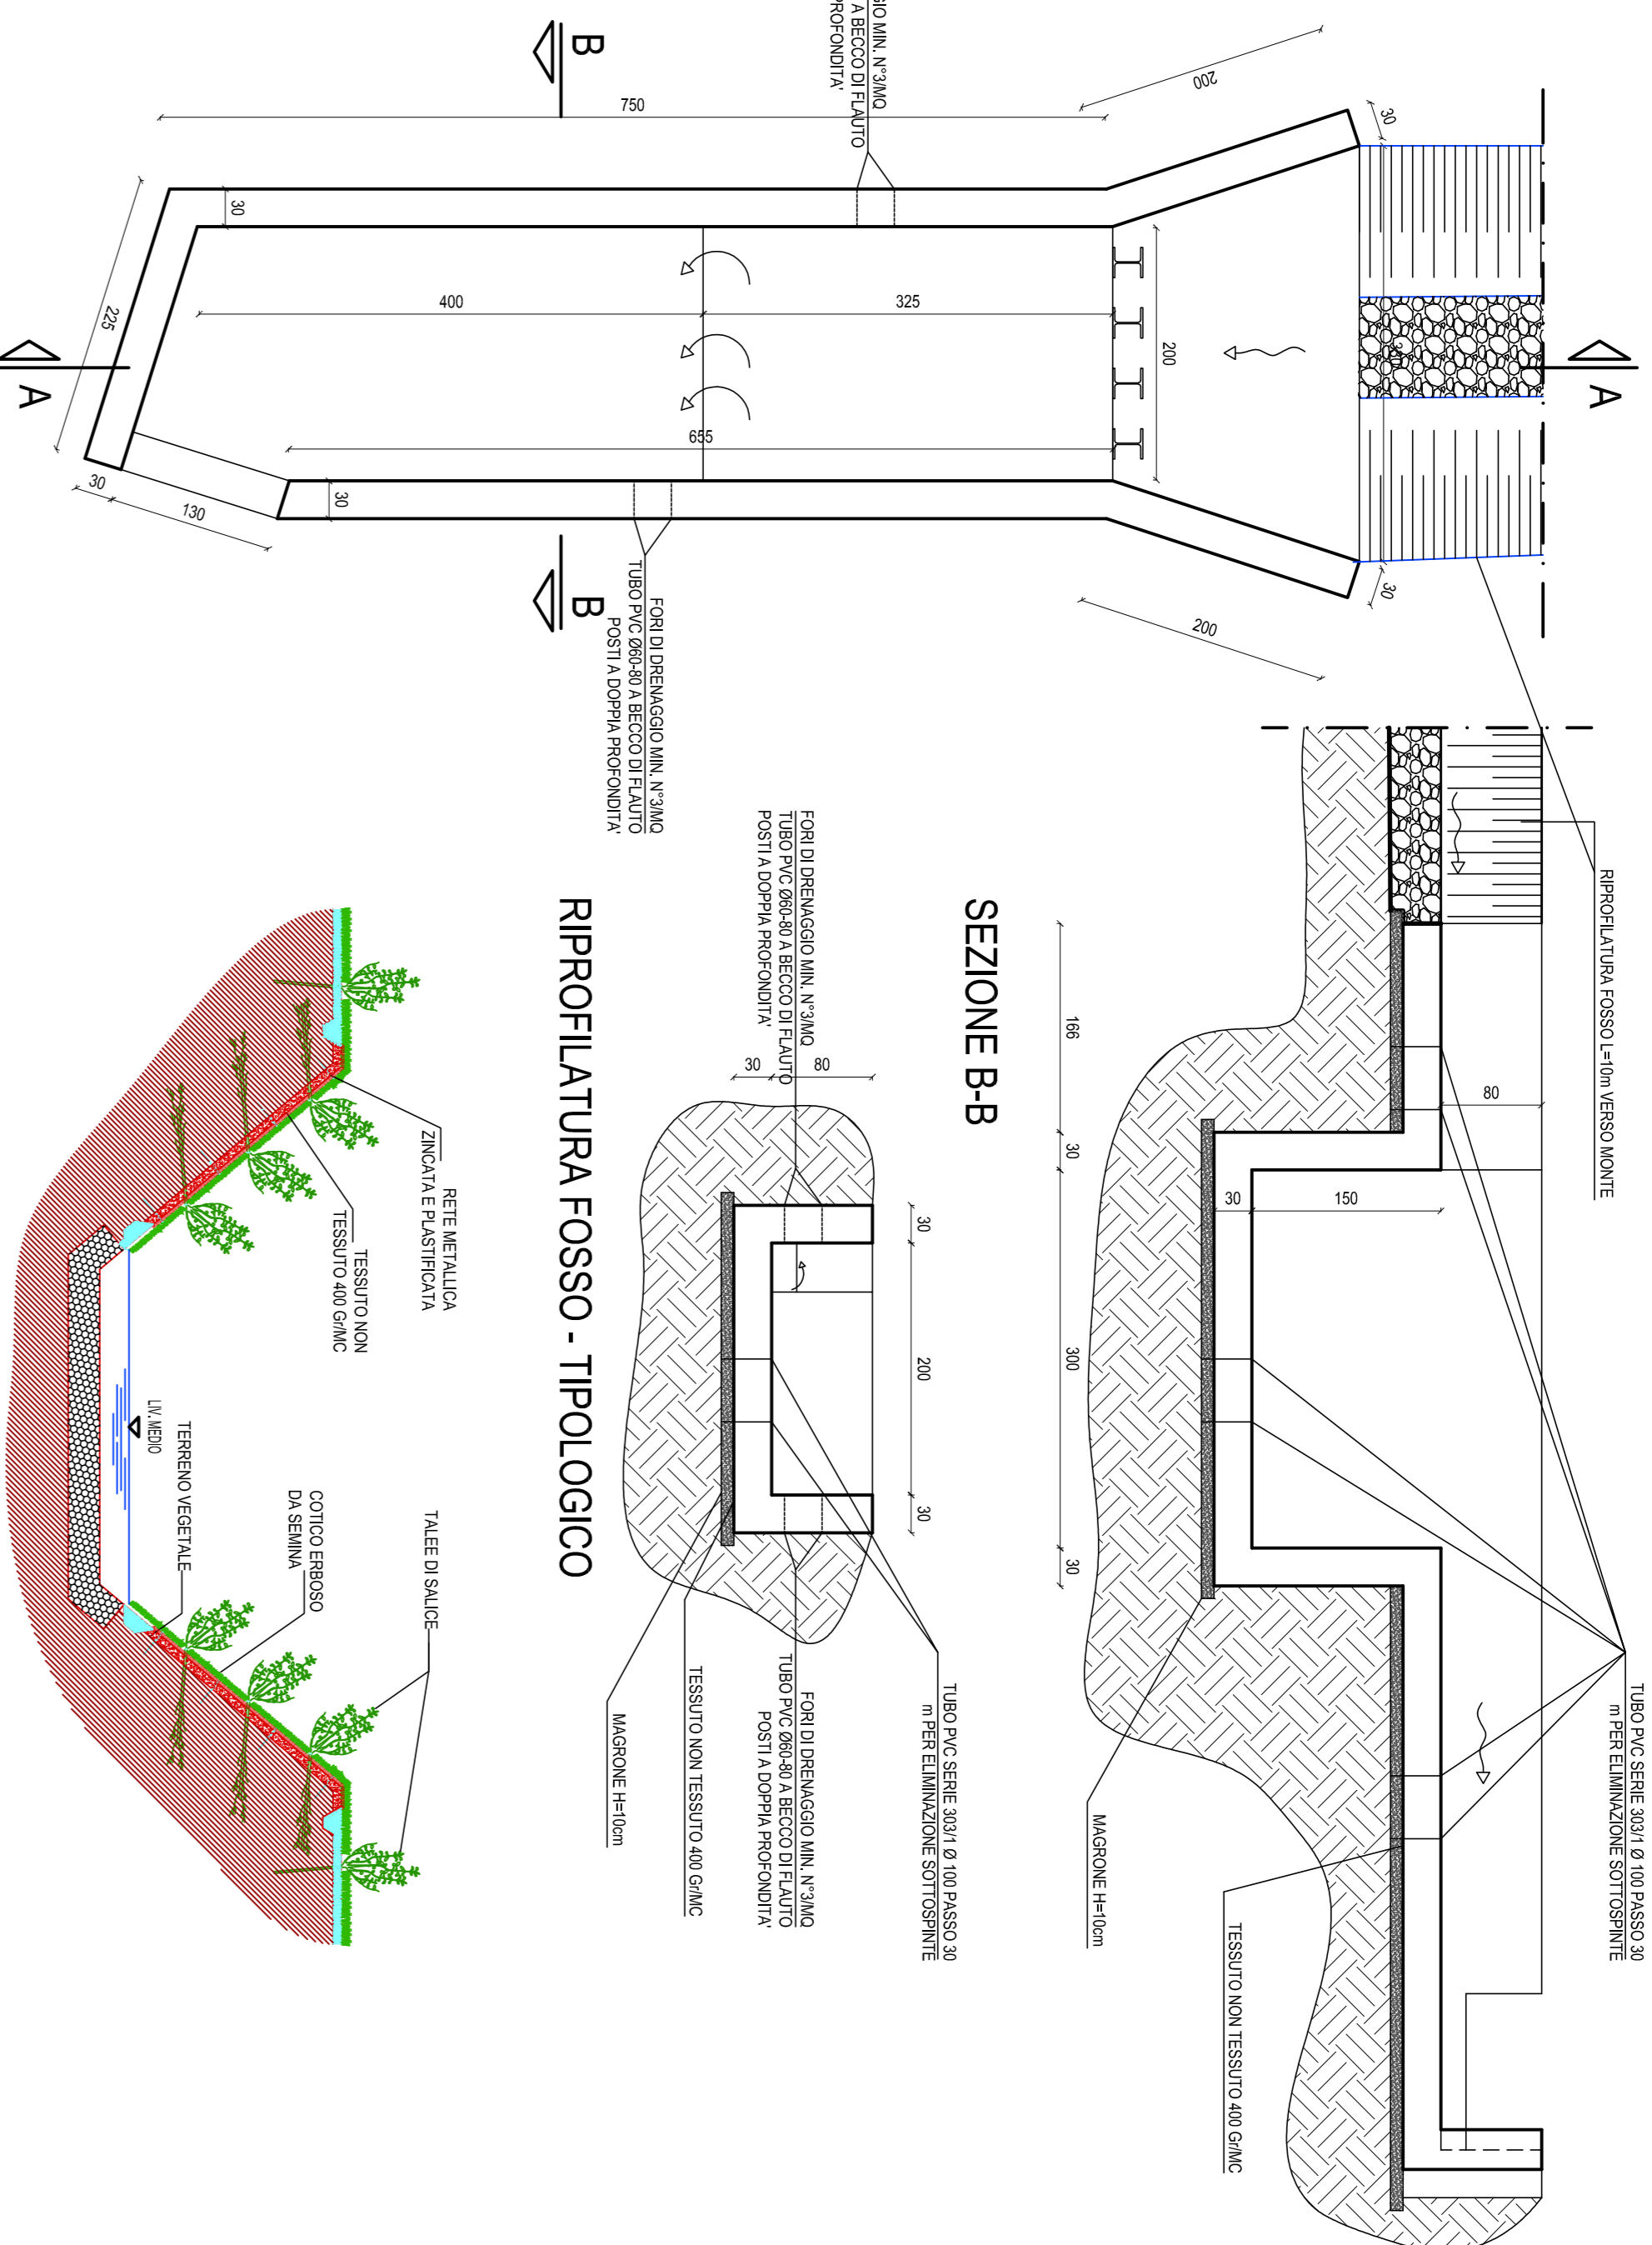 RIPROFILATURA FOSSO L=10m VERSO MONTE
TUBO PVC SERIE 303/1 Ø 100 PASSO 30
m PER ELIMINAZIONE SOTTOSPINTE
80
30
150
166
30
300
30
MAGRONE H=10cm
TESSUTO NON TESSUTO 400 Gr/MC
A
A
B
B
30
200
750
30
225
30
130
400
325
200
655
30
30
200
GIO MIN. N°3/MQ
A BECCO DI FLAUTO
PROFONDITA'
FORI DI DRENAGGIO MIN. N°3/MQ
TUBO PVC Ø60-80 A BECCO DI FLAUTO
POSTI A DOPPIA PROFONDITA'
SEZIONE B-B
FORI DI DRENAGGIO MIN. N°3/MQ
TUBO PVC Ø60-80 A BECCO DI FLAUTO
POSTI A DOPPIA PROFONDITA'
30
80
30
200
30
TUBO PVC SERIE 303/1 Ø 100 PASSO 30
m PER ELIMINAZIONE SOTTOSPINTE
FORI DI DRENAGGIO MIN. N°3/MQ
TUBO PVC Ø60-80 A BECCO DI FLAUTO
POSTI A DOPPIA PROFONDITA'
TESSUTO NON TESSUTO 400 Gr/MC
MAGRONE H=10cm
RIPROFILATURA FOSSO - TIPOLOGICO
RETE METALLICA
ZINCATA E PLASTIFICATA
TESSUTO NON
TESSUTO 400 Gr/MC
LIV. MEDIO
TERRENO VEGETALE
COTICO ERBOSO
DA SEMINA
TALEE DI SALICE